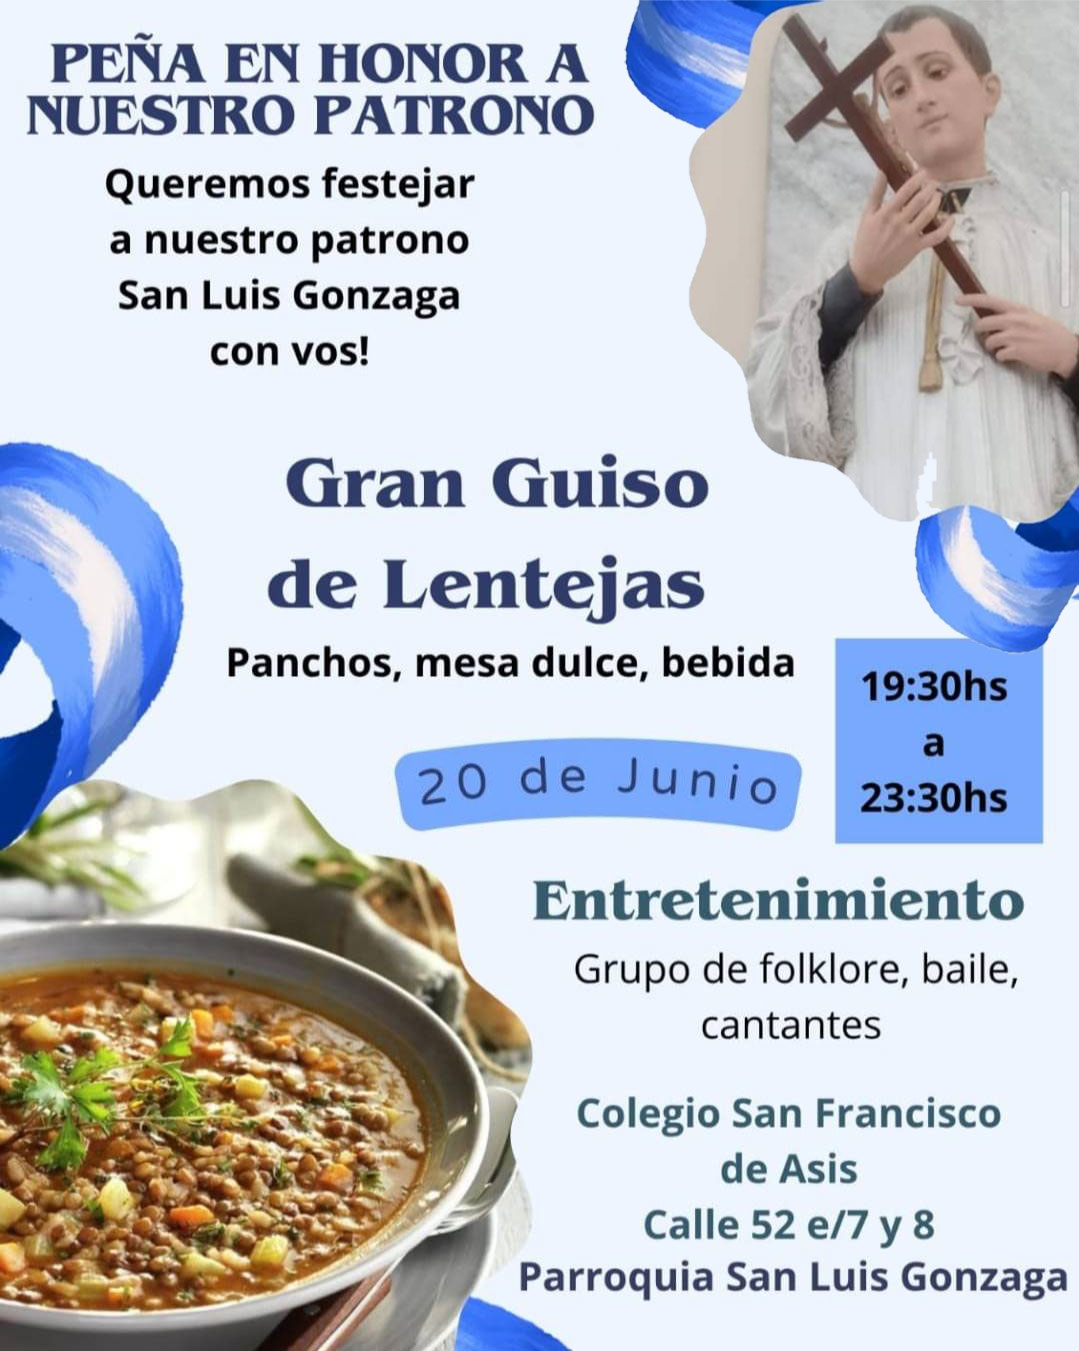 PEÑA EN HONOR A
NUESTRO PATRONO
Queremos festejar
a nuestro patrono
San Luis Gonzaga
con vos!
Gran Guiso
de Lentejas
Panchos, mesa dulce, bebida
19:30hs
a
23:30hs
20 de Junio
Entretenimiento
Grupo de folklore, baile,
cantantes
Colegio San Francisco
de Asis
Calle 52 e/7 y 8
Parroquia San Luis Gonzaga